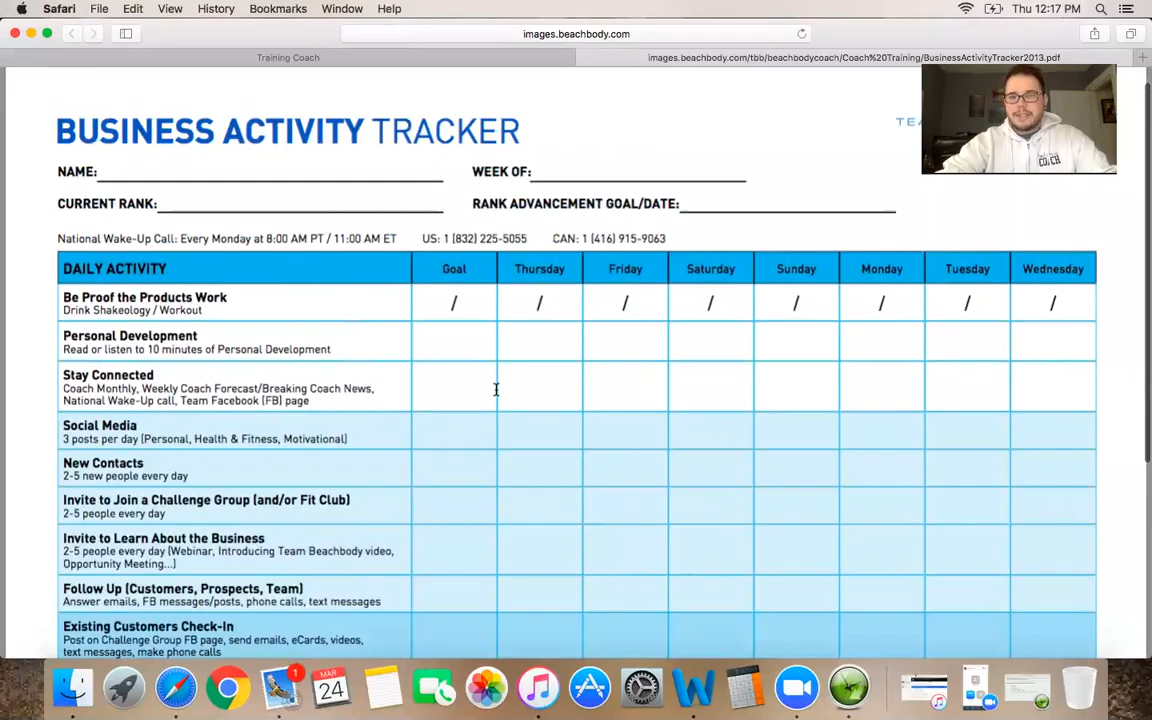 Safari File Edit View History Bookmarks Window Help Thu 12:17 PM
images.beachbody.com
Training Coach images.beachbody.com/tbb/beachbodycoach/Coach%20Training/BusinessActivityTracker2013.pdf
BUSINESS ACTIVITY TRACKER
TEA
COACH
NAME: WEEK OF:
CURRENT RANK: RANK ADVANCEMENT GOAL/DATE:
National Wake-Up Call: Every Monday at 8:00 AM PT / 11:00 AM ET US: 1 (832) 225-5055 CAN: 1 (416) 915-9063
DAILY ACTIVITY Goal Thursday Friday Saturday Sunday Monday Tuesday Wednesday
Be Proof the Products Work
Drink Shakeology / Workout
/ / / / / / / /
Personal Development
Read or listen to 10 minutes of Personal Development
Stay Connected
Coach Monthly, Weekly Coach Forecast/Breaking Coach News,
National Wake-Up call, Team Facebook (FB) page
Social Media
3 posts per day (Personal, Health & Fitness, Motivational)
New Contacts
2-5 new people every day
Invite to Join a Challenge Group (and/or Fit Club)
2-5 people every day
Invite to Learn About the Business
2-5 people every day (Webinar, Introducing Team Beachbody video,
Opportunity Meeting...)
Follow Up (Customers, Prospects, Team)
Answer emails, FB messages/posts, phone calls, text messages
Existing Customers Check-In
Post on Challenge Group FB page, send emails, eCards, videos,
text messages, make phone calls
1
MAR
24